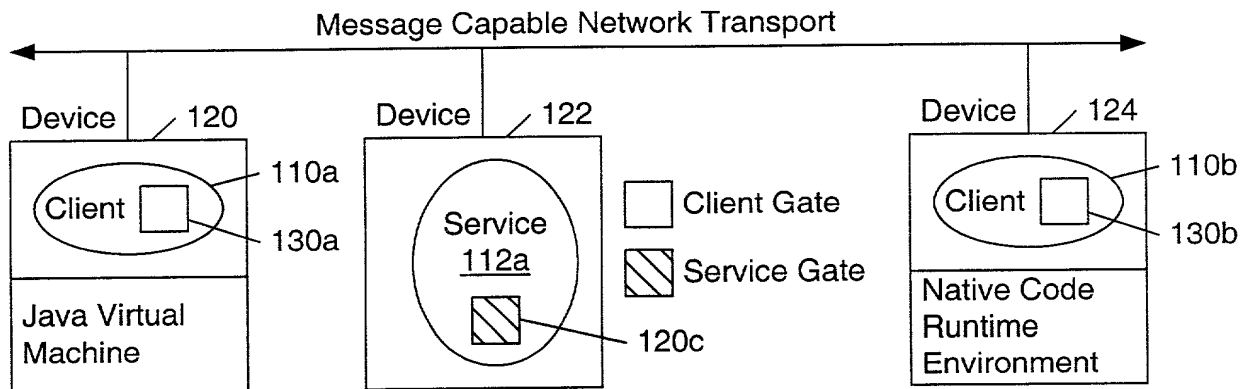 Message Capable Network Transport
Device
120
Device
122
Device
124
110a
Client
130a
Java Virtual
Machine
Service
112a
120c
Client Gate
Service Gate
110b
Client
130b
Native Code
Runtime
Environment